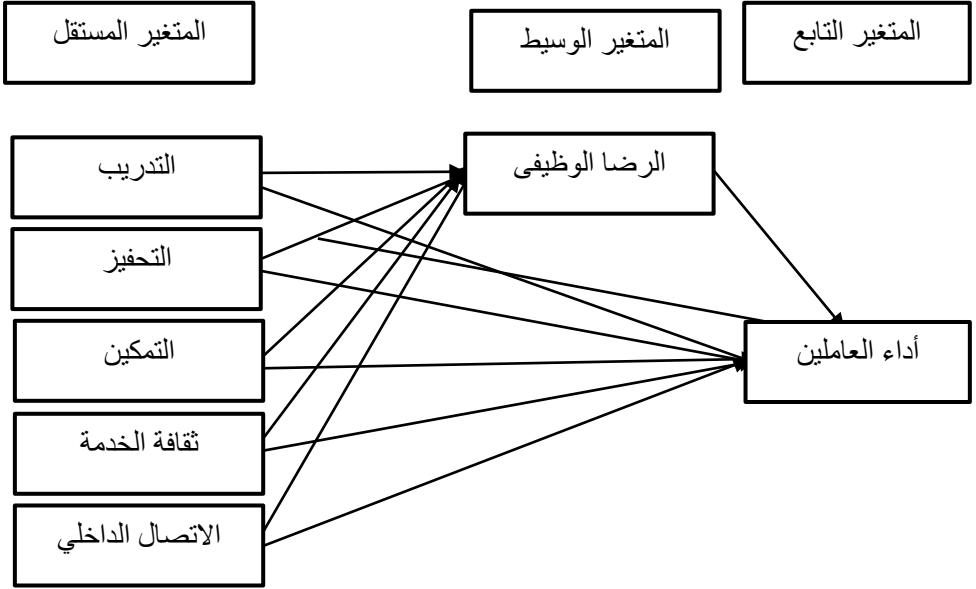 المتغير المستقل
المتغير الوسيط
المتغير التابع
التدريب
الرضا الوظيفى
التحفيز
التمكين
أداء العاملين
ثقافة الخدمة
الاتصال الداخلي